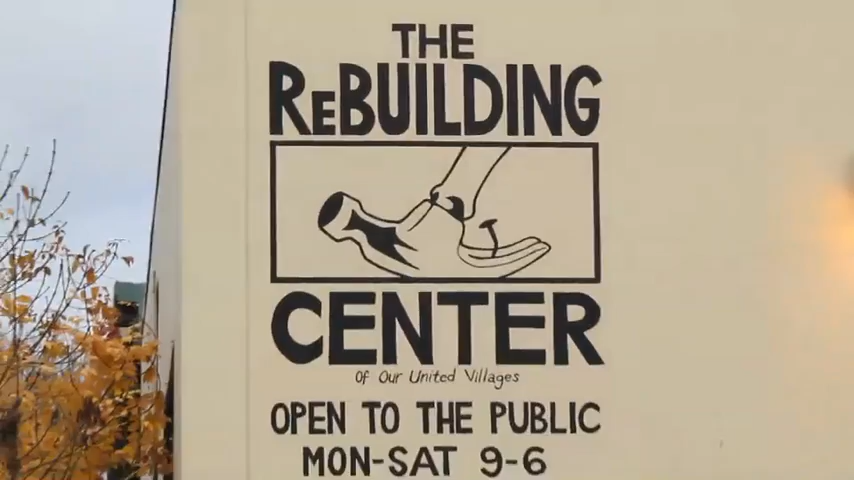 THE
ReBUILDING
CENTER
Of Our United Villages
OPEN TO THE PUBLIC
MON-SAT 9-6